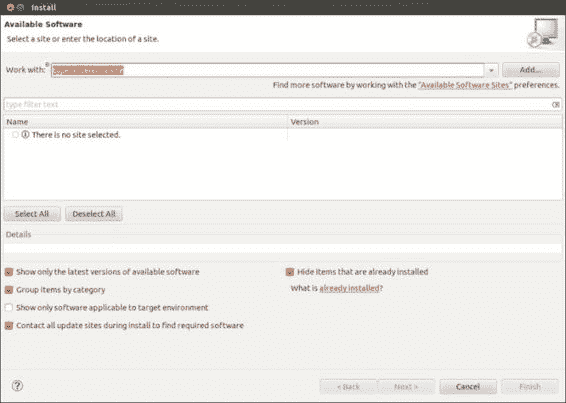 Install
Available Software
Select a site or enter the location of a site.
Work with:
Add...
Find more software by working with the "Available Software Sites" preferences.
type filter text
Name Version
There is no site selected.
Select All Deselect All
Details
Show only the latest versions of available software Hide items that are already installed
Group items by category What is already installed?
Show only software applicable to target environment
Contact all update sites during install to find required software
< Back Next > Cancel Finish